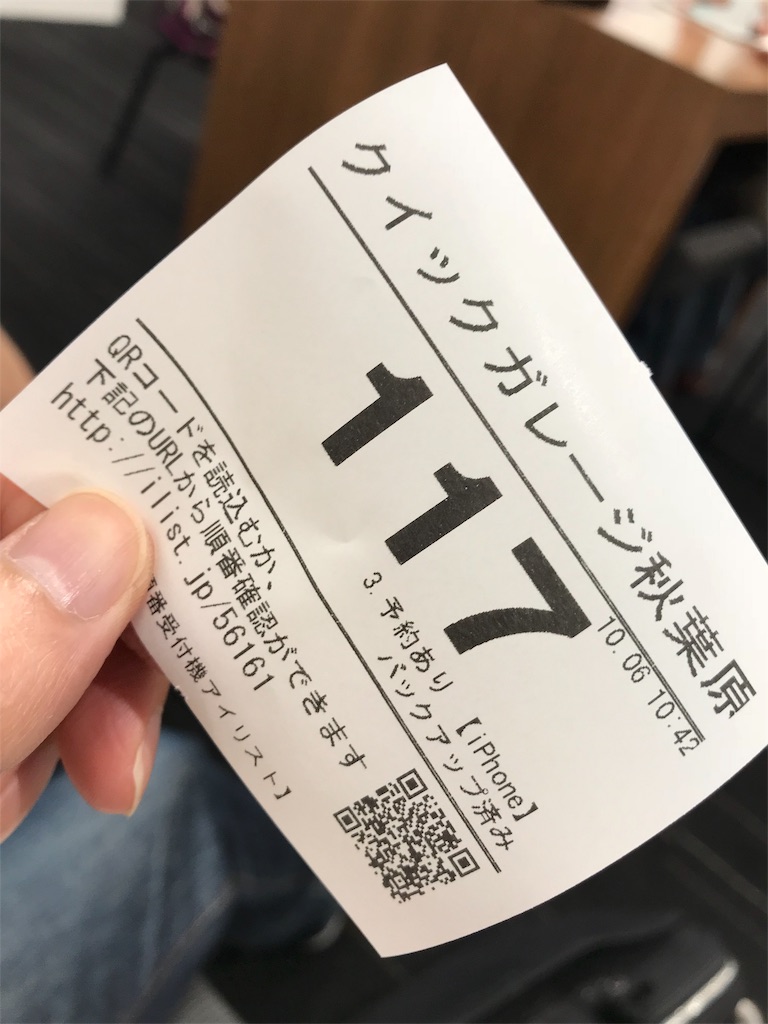 クイックガレージ秋葉原
10.06 10:42
117
3.予約あり 【iPhone】
バックアップ済み
QRコードを読込むか、
下記のURLから順番確認ができます
http://ilist.jp/56161
番受付機アイリスト】